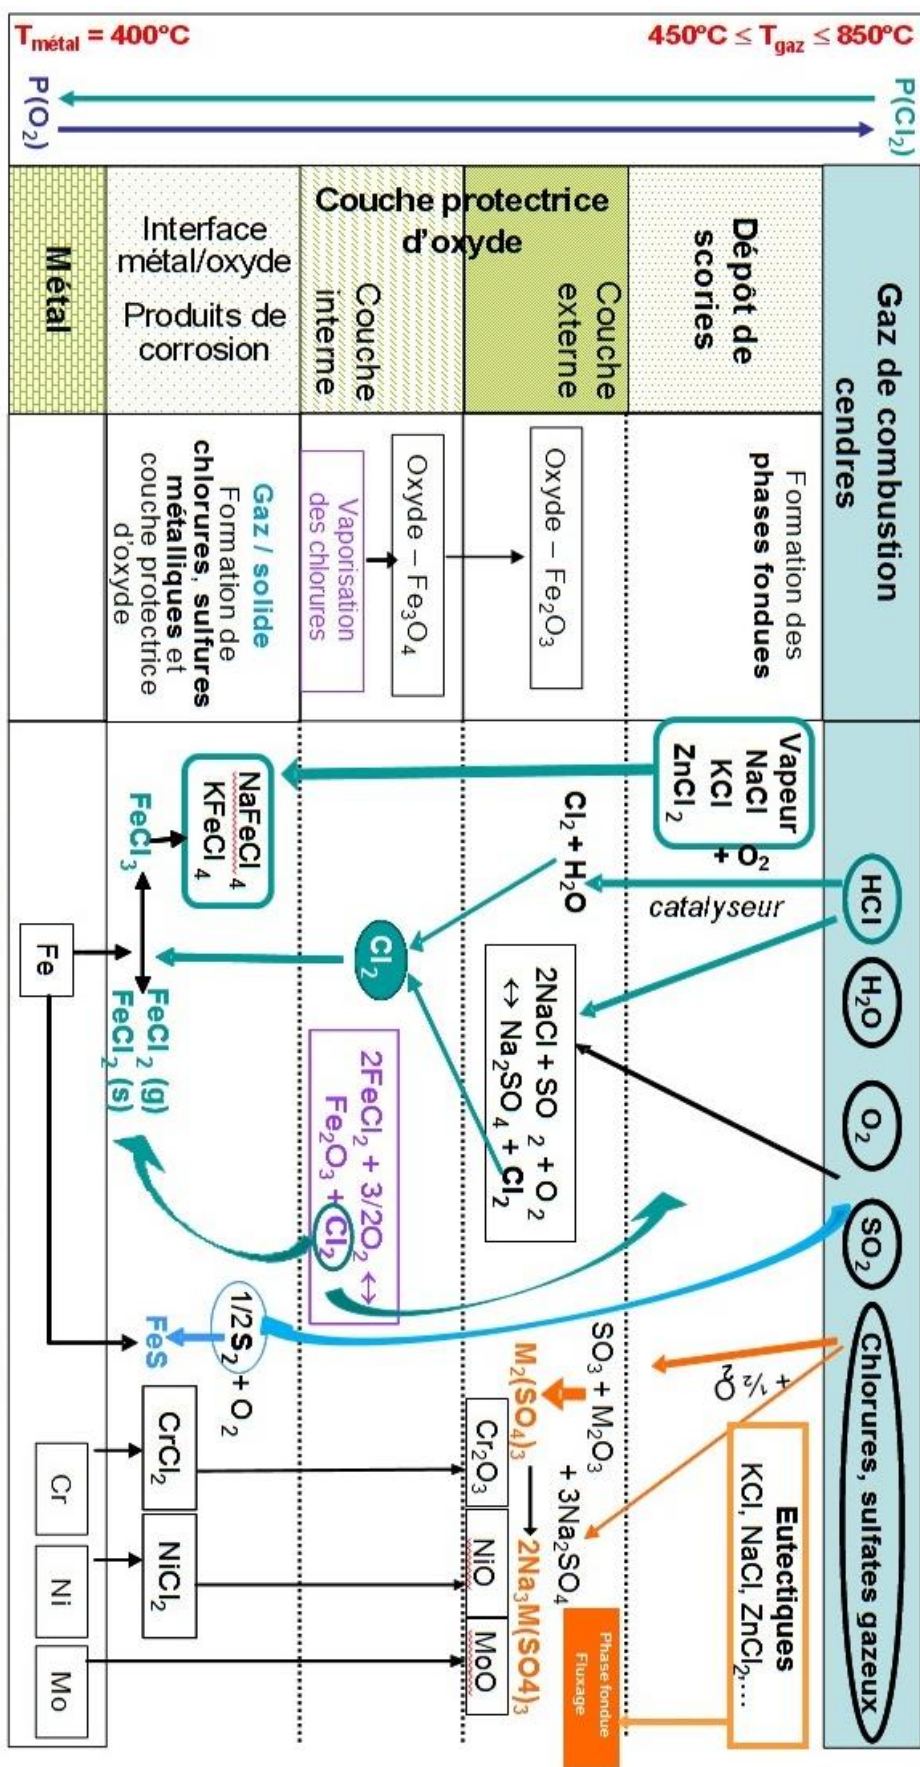 T métal = 400°C
450°C ≤ T gaz ≤ 850°C
P(O2)
P(Cl2)
Gaz de combustion
cendres
Dépôt de
scories
Couche protectrice
d'oxyde
Couche
externe
Couche
interne
Interface
métal/oxyde
Produits de
corrosion
Métal
Formation des
phases fondues
Oxyde – Fe2O3
Oxyde – Fe3O4
Vaporisation
des chlorures
Gaz / solide
Formation de
chlorures, sulfures
métalliques et
couche protectrice
d'oxyde
HCl
H2O
O2
SO2
Chlorures, sulfates gazeux
Vapeur
NaCl
KCl
ZnCl2
+ O2
catalyseur
Cl2 + H2O
2NaCl + SO2 + O2
↔ Na2SO4 + Cl2
Cl2
2FeCl2 + 3/2O2 ↔
Fe2O3 + Cl2
NaFeCl4
KFeCl4
FeCl3
FeCl2 (g)
FeCl2 (s)
Fe
1/2S2 + O2
FeS
+ ½ O2
Eutectiques
KCl, NaCl, ZnCl2,...
SO3 + M2O3
+ 3Na2SO4
M2(SO4)3
2Na3M(SO4)3
Phase fondue
Fluxage
Cr2O3
NiO
MoO
CrCl2
NiCl2
Cr
Ni
Mo